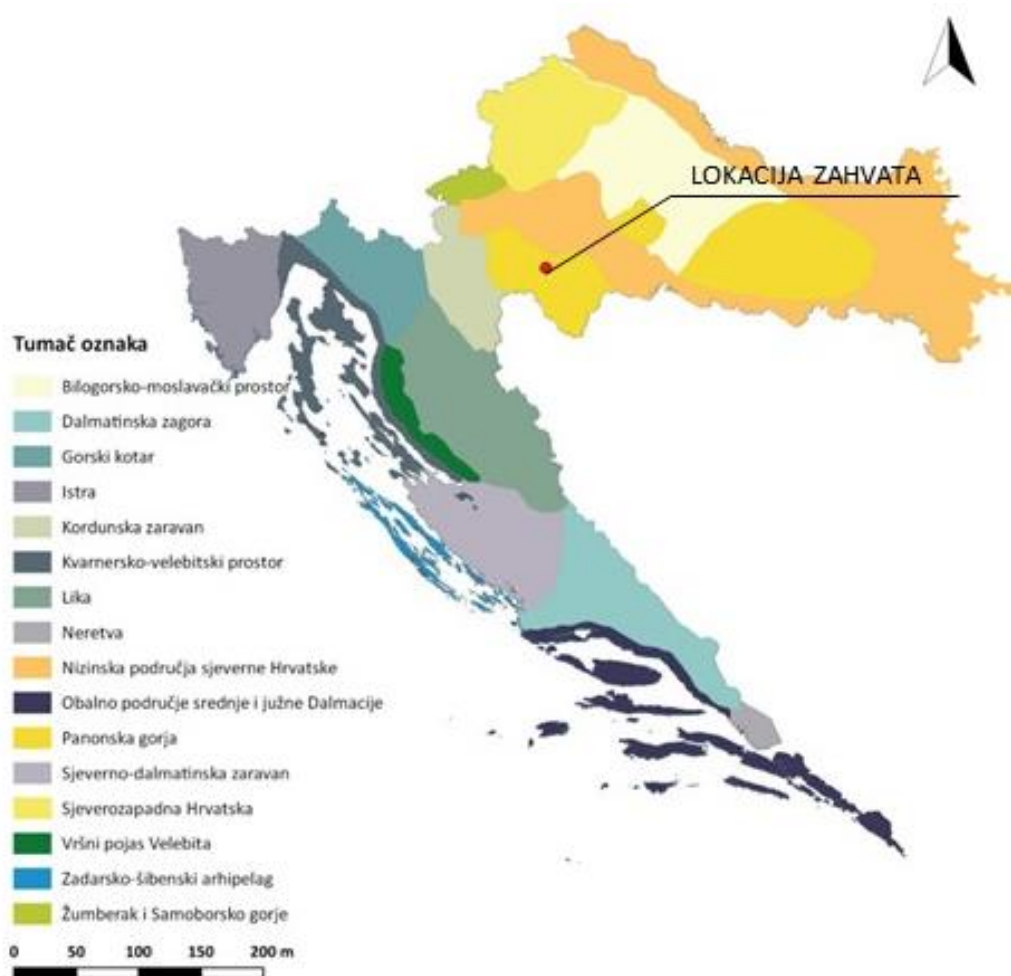 LOKACIJA ZAHVATA
Tumač oznaka
Bilogorsko-moslavački prostor
Dalmatinska zagora
Gorski kotar
Istra
Kordunska zaravan
Kvarnersko-velebitski prostor
Lika
Neretva
Nizinska područja sjeverne Hrvatske
Obalno područje srednje i južne Dalmacije
Panonska gorja
Sjeverno-dalmatinska zaravan
Sjeverozapadna Hrvatska
Vršni pojas Velebita
Zadarsko-šibenski arhipelag
Žumberak i Samoborsko gorje
0 50 100 150 200 m